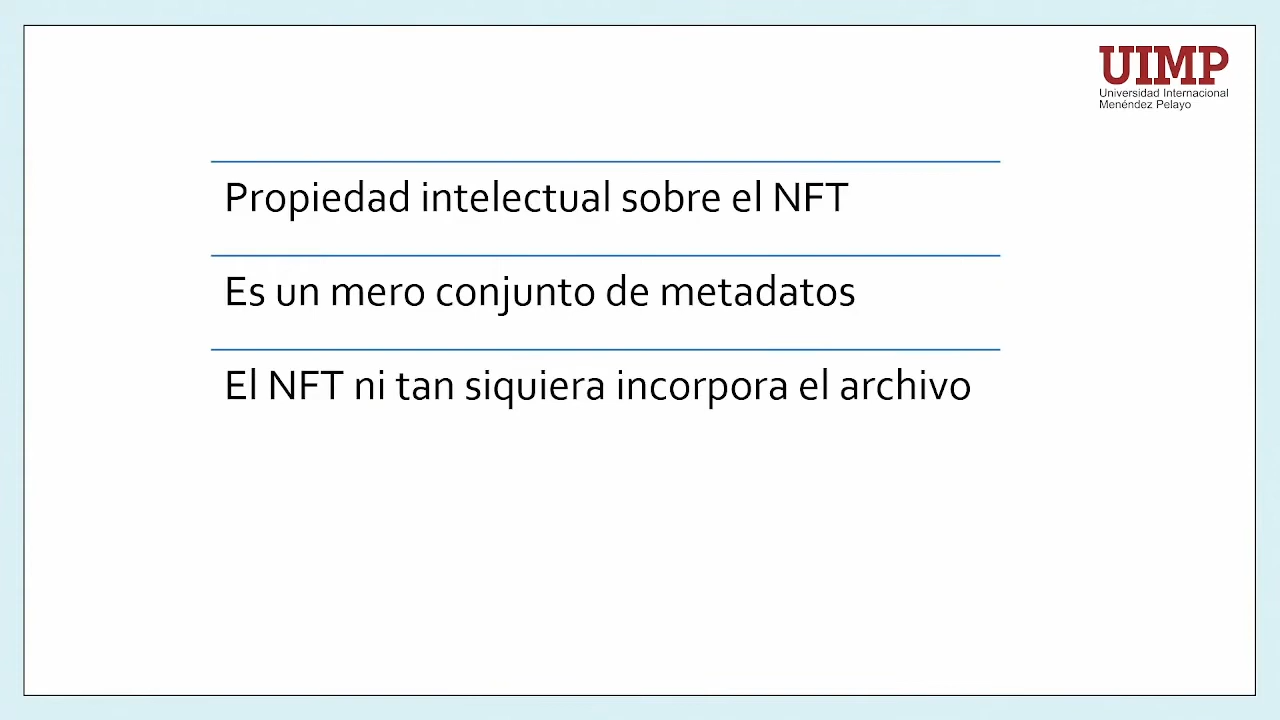 UIMP
Universidad Internacional
Menéndez Pelayo
Propiedad intelectual sobre el NFT
Es un mero conjunto de metadatos
El NFT ni tan siquiera incorpora el archivo